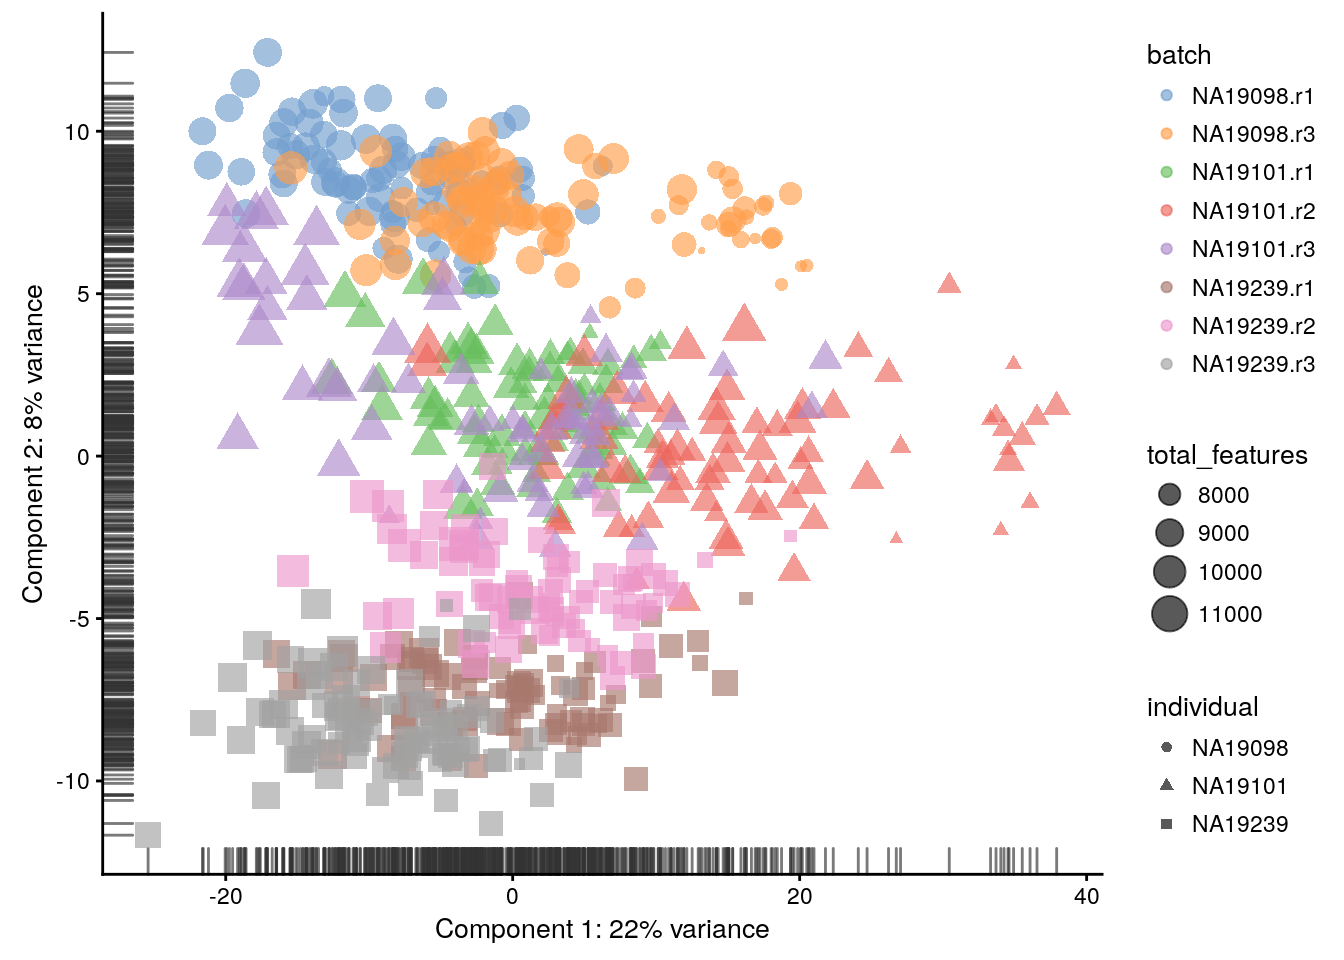 10
5
0
-5
-10
Component 2: 8% variance
-20
0
20
40
Component 1: 22% variance
batch
NA19098.r1
NA19098.r3
NA19101.r1
NA19101.r2
NA19101.r3
NA19239.r1
NA19239.r2
NA19239.r3
total_features
8000
9000
10000
11000
individual
NA19098
NA19101
NA19239